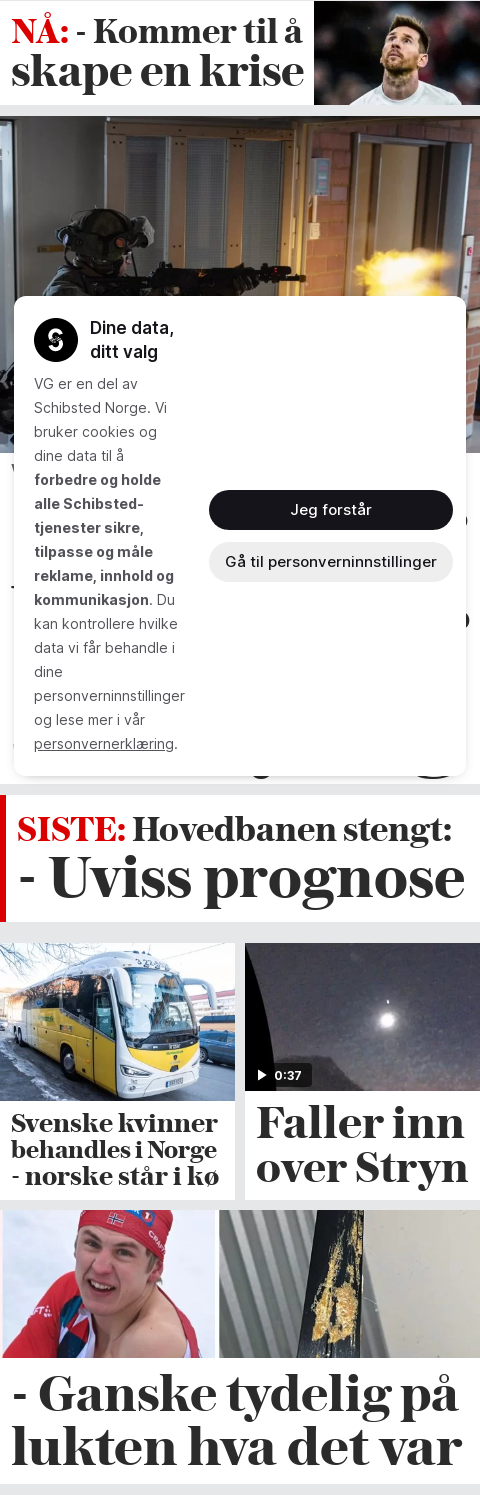 NÅ: - Kommer til å
skape en krise
Dine data,
ditt valg
VG er en del av
Schibsted Norge. Vi
bruker cookies og
dine data til å
forbedre og holde
alle Schibsted-
tjenester sikre,
tilpasse og måle
reklame, innhold og
kommunikasjon. Du
kan kontrollere hvilke
data vi får behandle i
dine
personverninnstillinger
og lese mer i vår
personvernerklæring.
Jeg forstår
Gå til personverninnstillinger
SISTE: Hovedbanen stengt:
- Uviss prognose
0:37
Svenske kvinner
behandles i Norge
- norske står i kø
Faller inn
over Stryn
- Ganske tydelig på
lukten hva det var